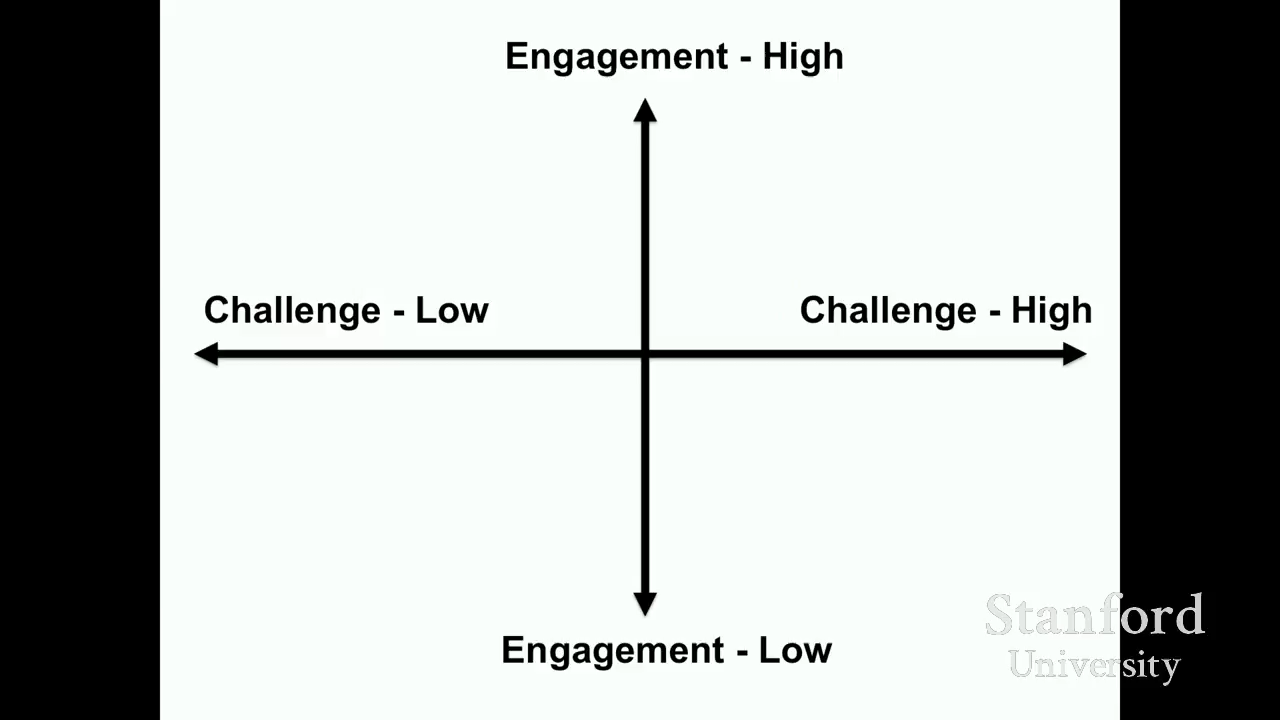 Engagement - High
Challenge - Low
Challenge - High
Engagement - Low
Stanford
University